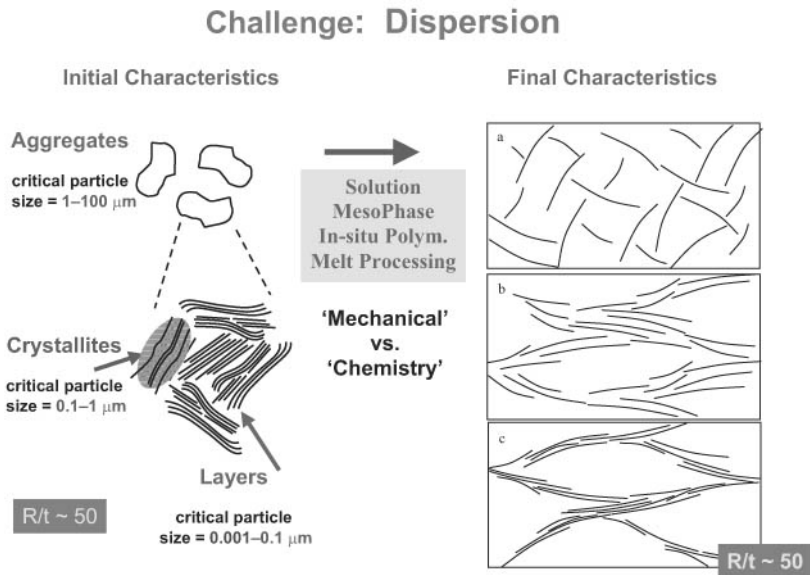 Challenge: Dispersion
Initial Characteristics
Aggregates
critical particle
size = 1–100 μm
Crystallites
critical particle
size = 0.1–1 μm
Layers
critical particle
size = 0.001–0.1 μm
R/t ~ 50
Solution
MesoPhase
In-situ Polym.
Melt Processing
‘Mechanical’
vs.
‘Chemistry’
Final Characteristics
a
b
c
R/t ~ 50